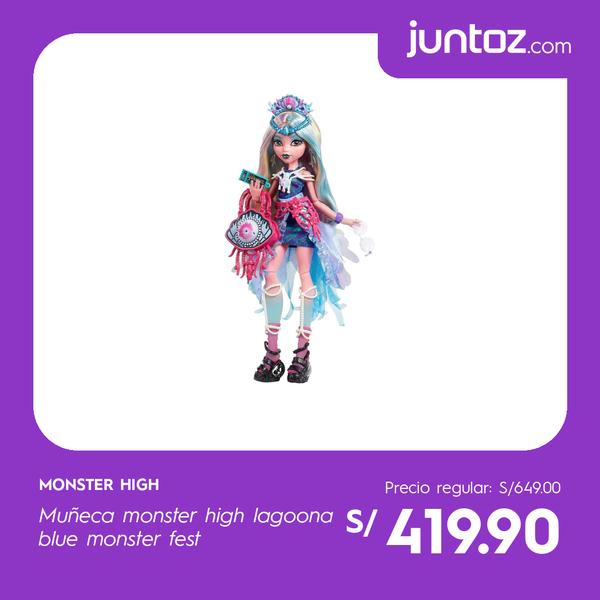 juntoz.com
MONSTER HIGH
Muñeca monster high lagoona
blue monster fest
Precio regular: S/649.00
S/ 419.90